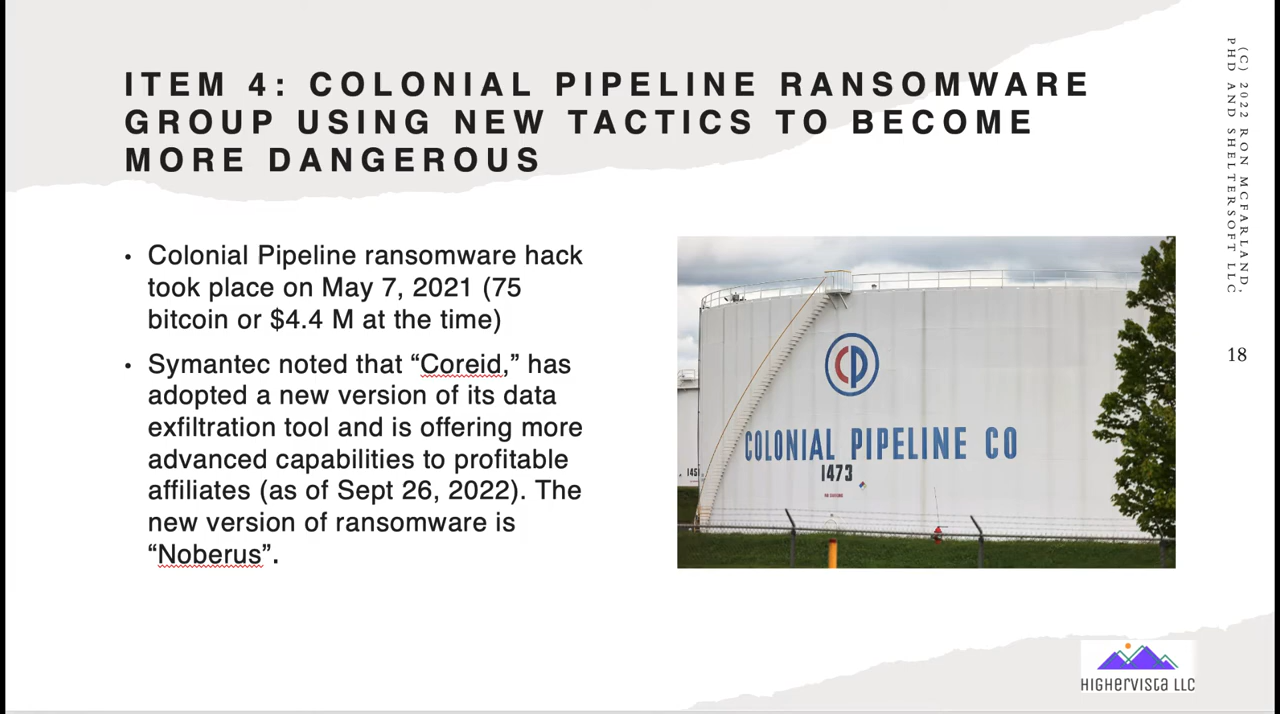 ITEM 4: COLONIAL PIPELINE RANSOMWARE
GROUP USING NEW TACTICS TO BECOME
MORE DANGEROUS
• Colonial Pipeline ransomware hack
took place on May 7, 2021 (75
bitcoin or $4.4 M at the time)
• Symantec noted that “Coreid,” has
adopted a new version of its data
exfiltration tool and is offering more
advanced capabilities to profitable
affiliates (as of Sept 26, 2022). The
new version of ransomware is
“Noberus”.
CP
COLONIAL PIPELINE CO
1473
(C) 2022 RON MCFARLAND,
PHD AND SHELTERSOFT LLC
18
HIGHERVISTA LLC